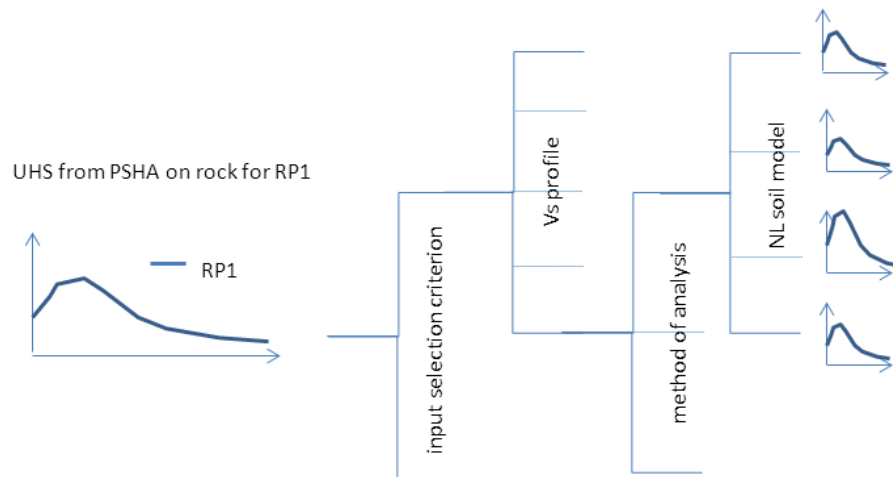 UHS from PSHA on rock for RP1
RP1
input selection criterion
Vs profile
method of analysis
NL soil model